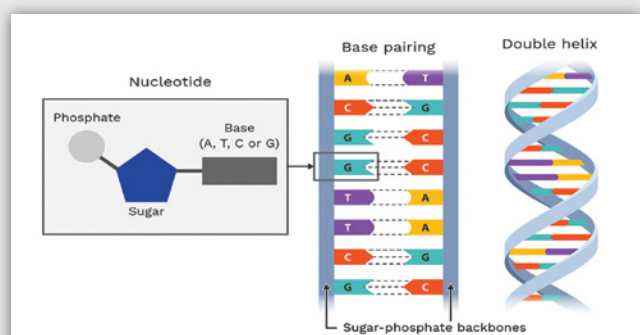 Nucleotide
Phosphate
Base
(A, T, C or G)
Sugar
Base pairing
A T
C G
G C
G C
T A
T A
C G
G C
Sugar-phosphate backbones
Double helix